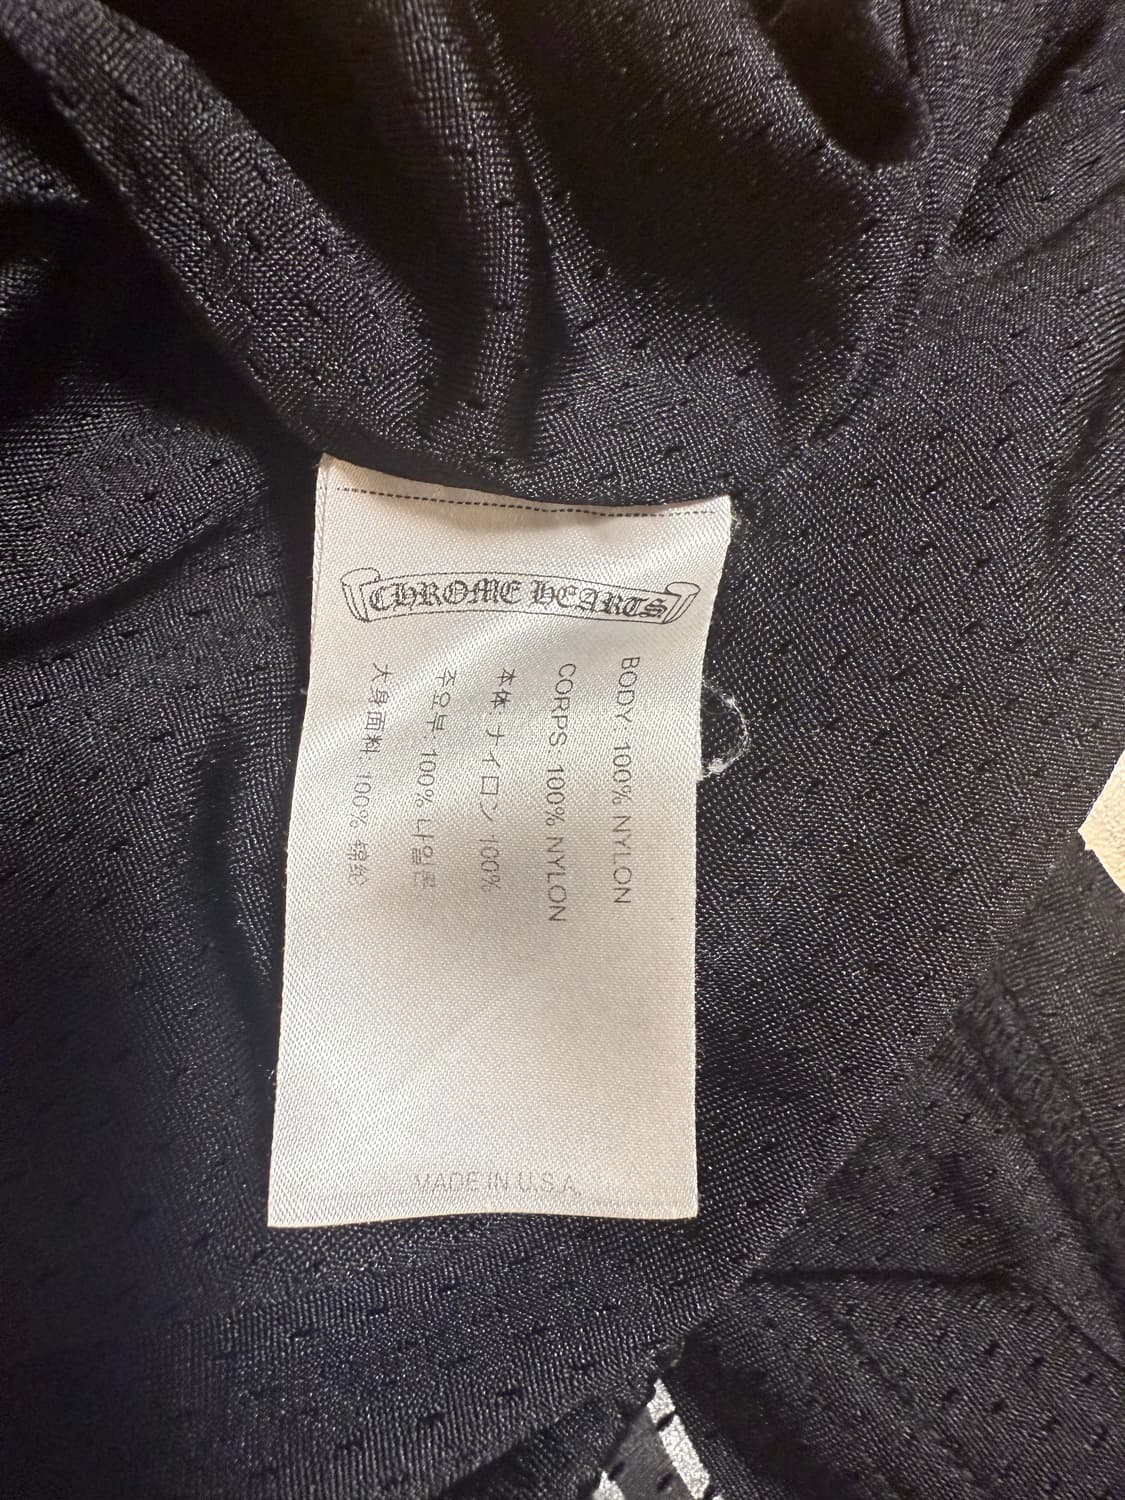 CHROME HEARTS
BODY: 100% NYLON
CORPS 100% NYLON
本体 ナイロン 100%
주요부 100% 나일론
大身面料: 100% 锦纶
MADE IN U.S.A.